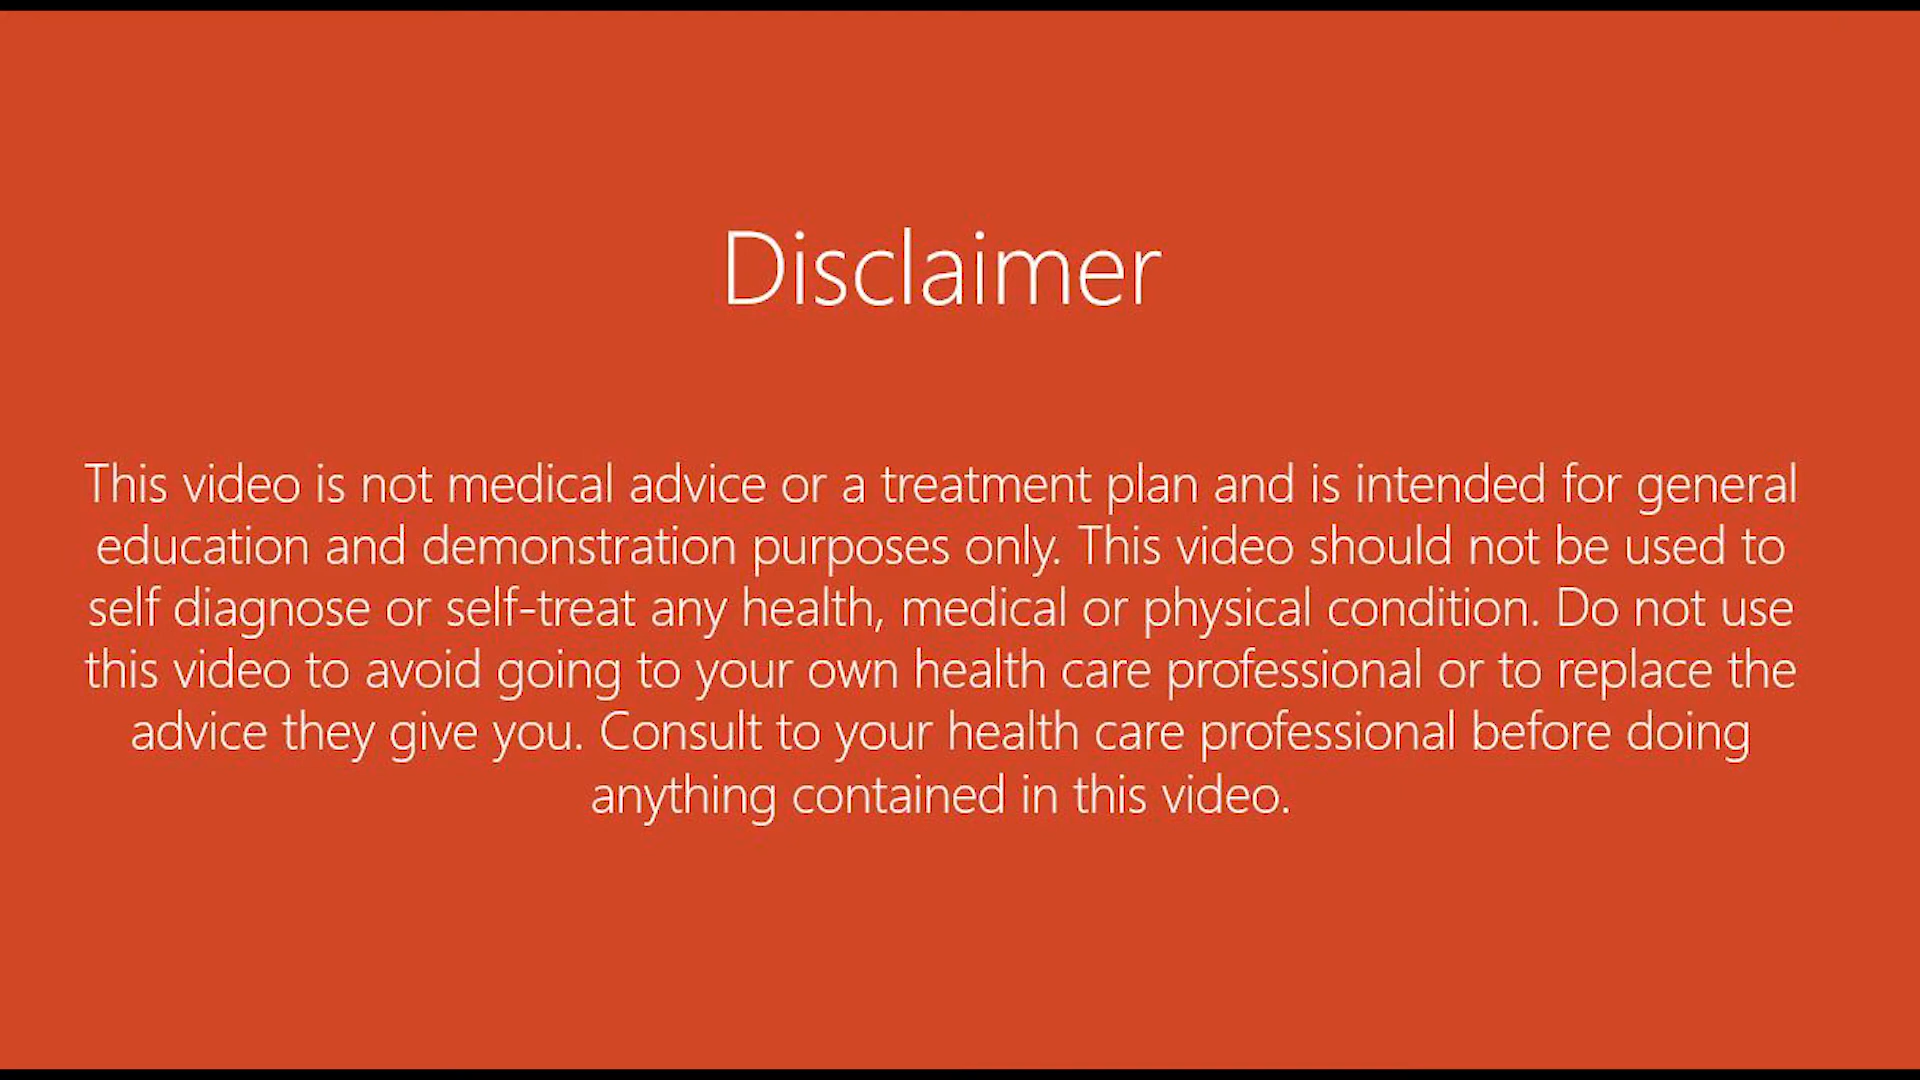 Disclaimer
This video is not medical advice or a treatment plan and is intended for general
education and demonstration purposes only. This video should not be used to
self diagnose or self-treat any health, medical or physical condition. Do not use
this video to avoid going to your own health care professional or to replace the
advice they give you. Consult to your health care professional before doing
anything contained in this video.